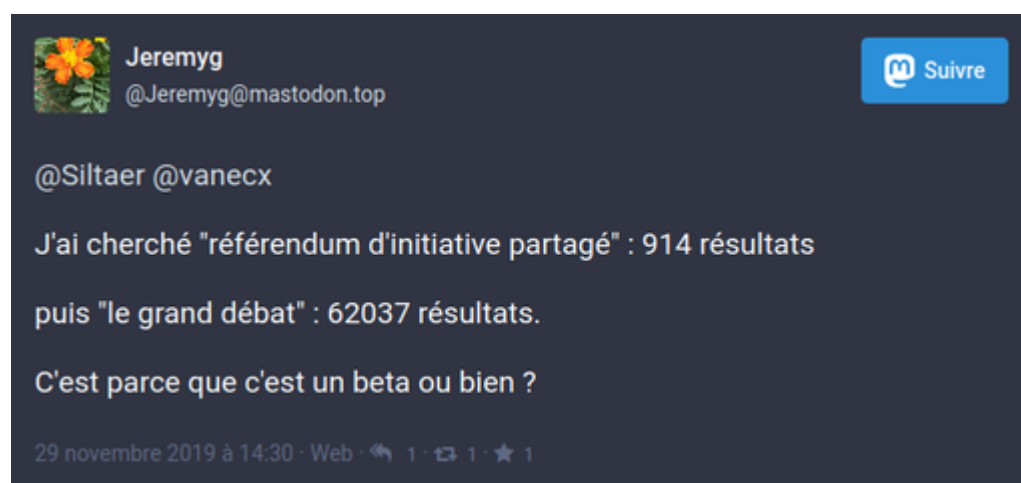 Jeremyg
@Jeremyg@mastodon.top
Suivre
@Siltaer @vanecx
J'ai cherché "référendum d'initiative partagé" : 914 résultats
puis "le grand débat" : 62037 résultats.
C'est parce que c'est un beta ou bien ?
29 novembre 2019 à 14:30 · Web · 1 · 1 · 1